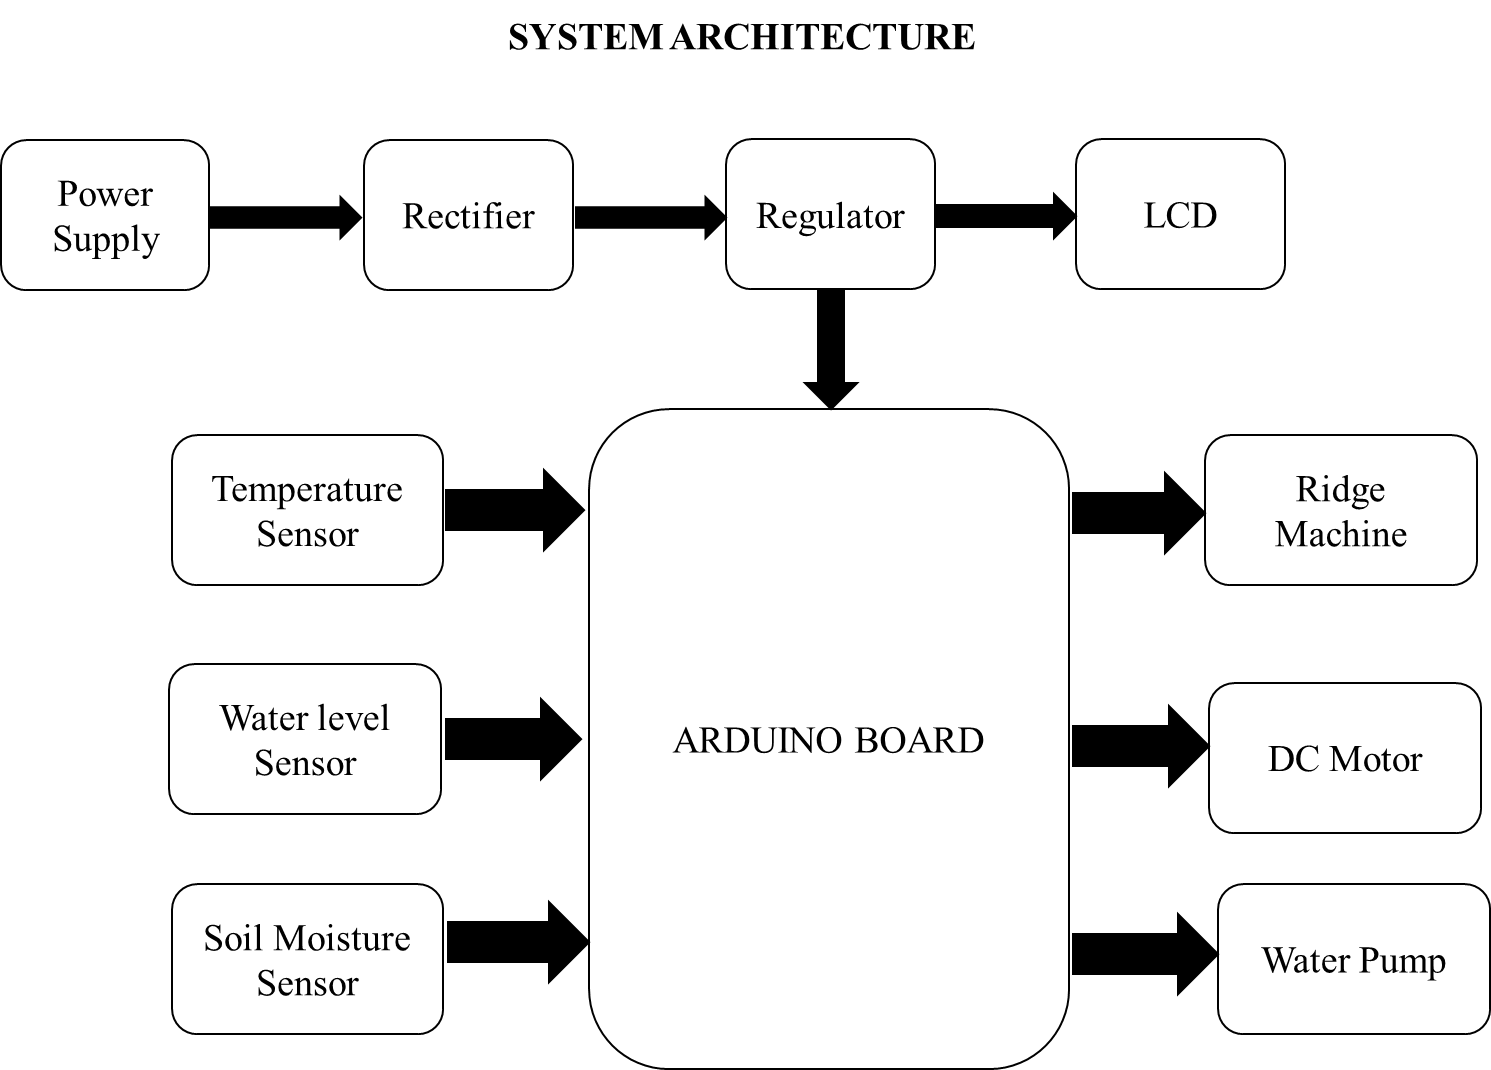 SYSTEM ARCHITECTURE
Power
Supply
Rectifier
Regulator
LCD
Temperature
Sensor
Ridge
Machine
Water level
Sensor
ARDUINO BOARD
DC Motor
Soil Moisture
Sensor
Water Pump